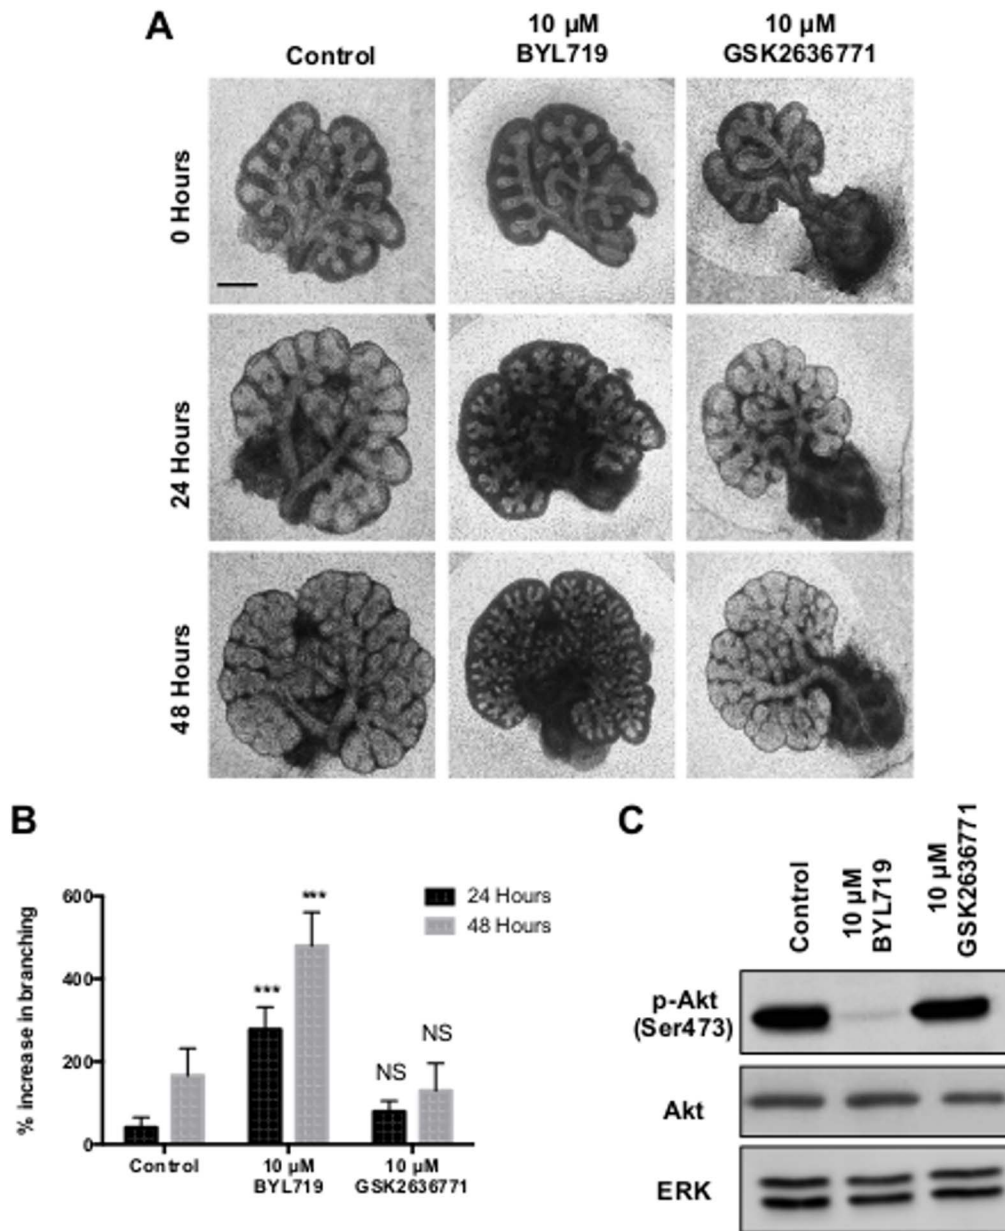 A
Control
10 µM
BYL719
10 µM
GSK2636771
0 Hours
24 Hours
48 Hours
B
% increase in branching
600
400
200
0
***
***
NS
NS
24 Hours
48 Hours
Control
10 µM
BYL719
10 µM
GSK2636771
C
Control
10 µM
BYL719
10 µM
GSK2636771
p-Akt
(Ser473)
Akt
ERK